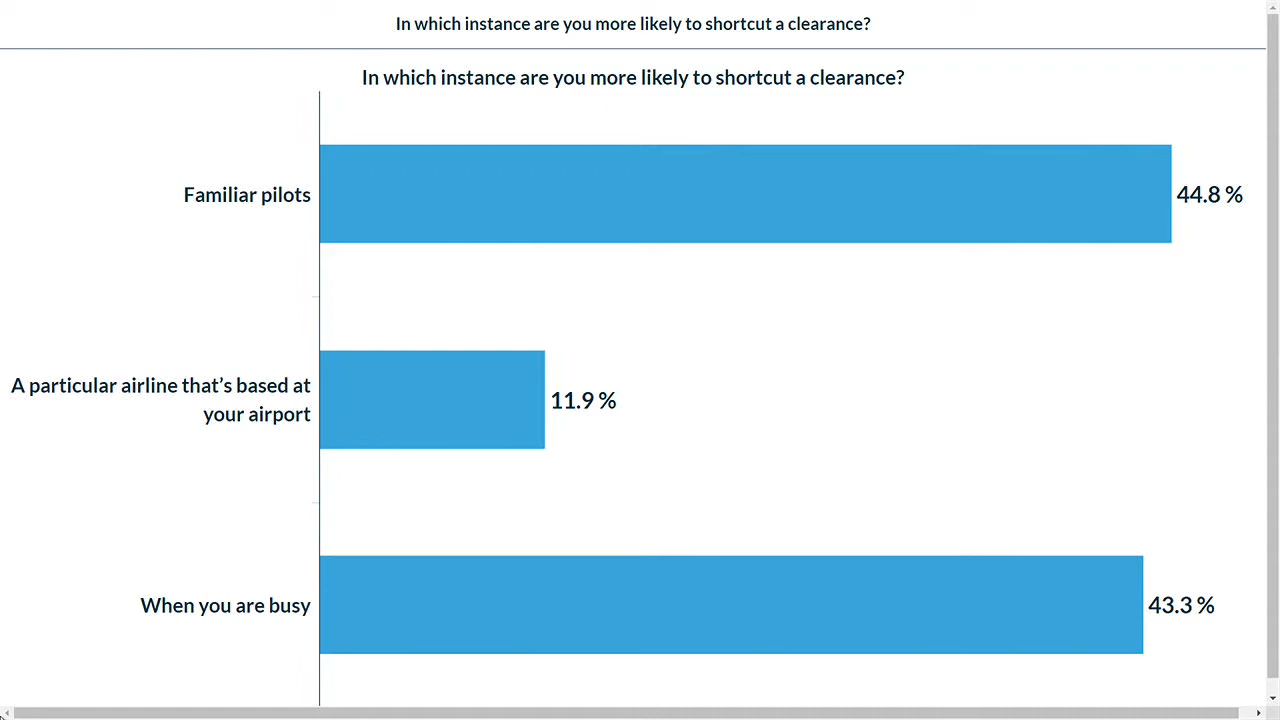 In which instance are you more likely to shortcut a clearance?
In which instance are you more likely to shortcut a clearance?
Familiar pilots
44.8 %
A particular airline that’s based at
your airport
11.9 %
When you are busy
43.3 %